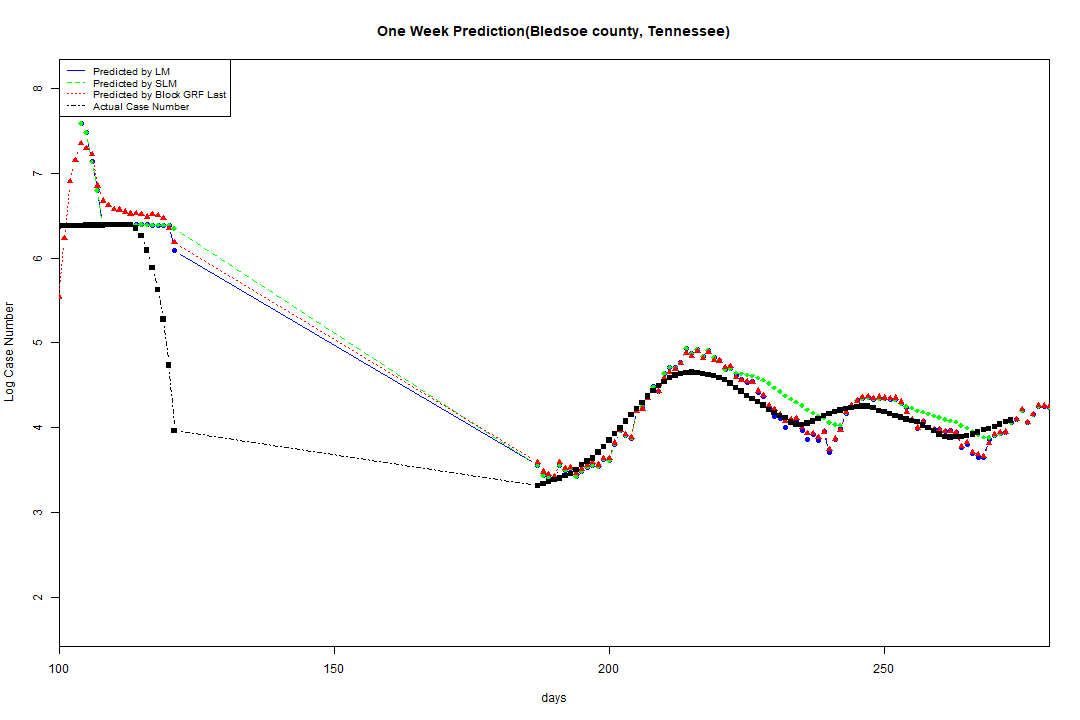 One Week Prediction(Bledsoe county, Tennessee)
Predicted by LM
Predicted by SLM
Predicted by Block GRF Last
Actual Case Number
8
7
6
5
4
3
2
Log Case Number
100 150 200 250
days